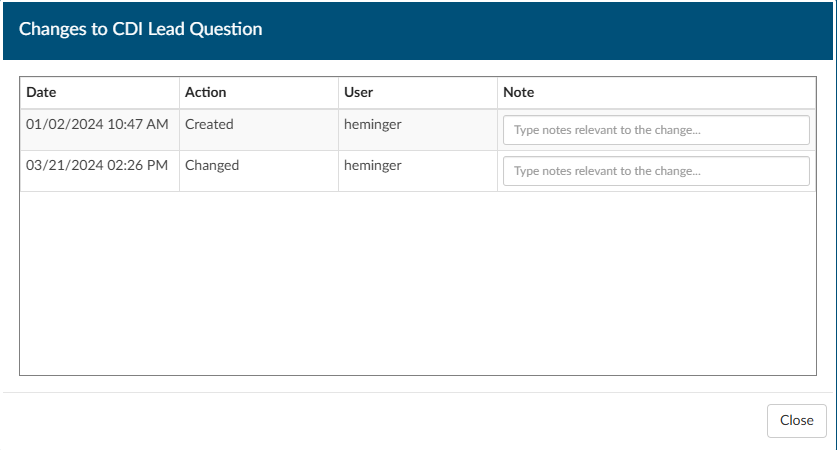 Changes to CDI Lead Question
Date Action User Note
01/02/2024 10:47 AM Created heminger Type notes relevant to the change...
03/21/2024 02:26 PM Changed heminger Type notes relevant to the change...
Close